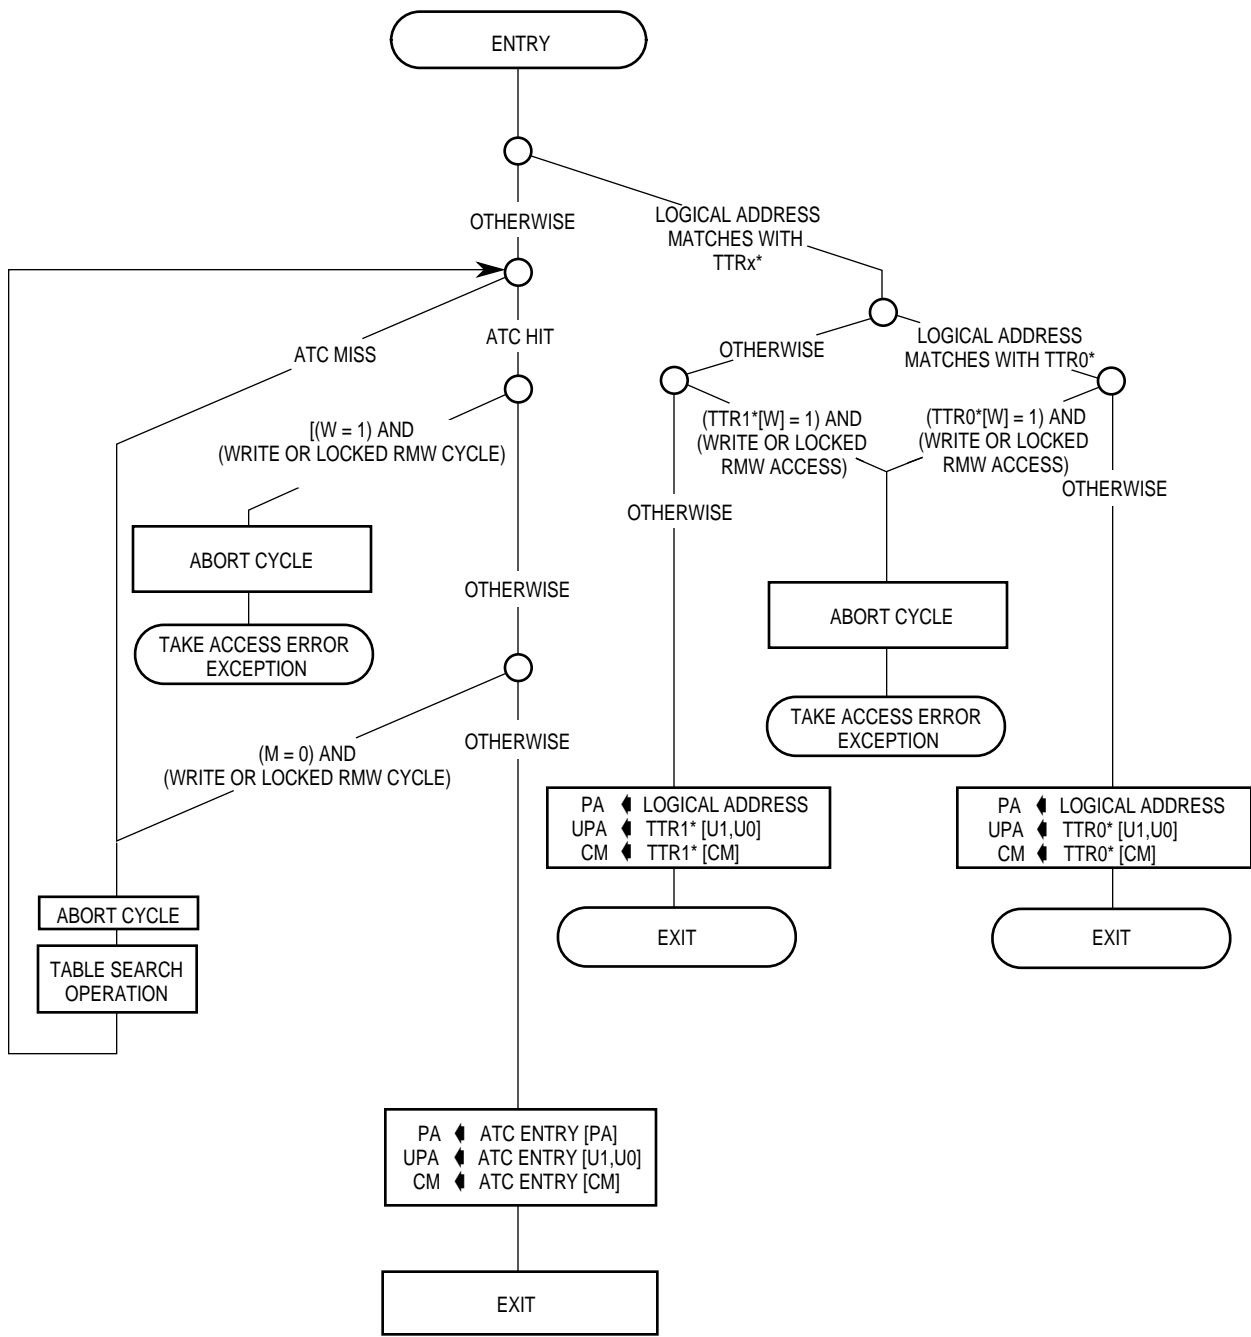 ENTRY
OTHERWISE
LOGICAL ADDRESS
MATCHES WITH
TTRx*
ATC MISS
ATC HIT
OTHERWISE
LOGICAL ADDRESS
MATCHES WITH TTR0*
[(W = 1) AND
(WRITE OR LOCKED RMW CYCLE)
(TTR1*[W] = 1) AND
(WRITE OR LOCKED
RMW ACCESS)
(TTR0*[W] = 1) AND
(WRITE OR LOCKED
RMW ACCESS)
OTHERWISE
OTHERWISE
ABORT CYCLE
OTHERWISE
ABORT CYCLE
TAKE ACCESS ERROR
EXCEPTION
TAKE ACCESS ERROR
EXCEPTION
OTHERWISE
(M = 0) AND
(WRITE OR LOCKED RMW CYCLE)
PA LOGICAL ADDRESS
UPA TTR1* [U1,U0]
CM TTR1* [CM]
PA LOGICAL ADDRESS
UPA TTR0* [U1,U0]
CM TTR0* [CM]
ABORT CYCLE
EXIT
EXIT
TABLE SEARCH
OPERATION
PA ATC ENTRY [PA]
UPA ATC ENTRY [U1,U0]
CM ATC ENTRY [CM]
EXIT